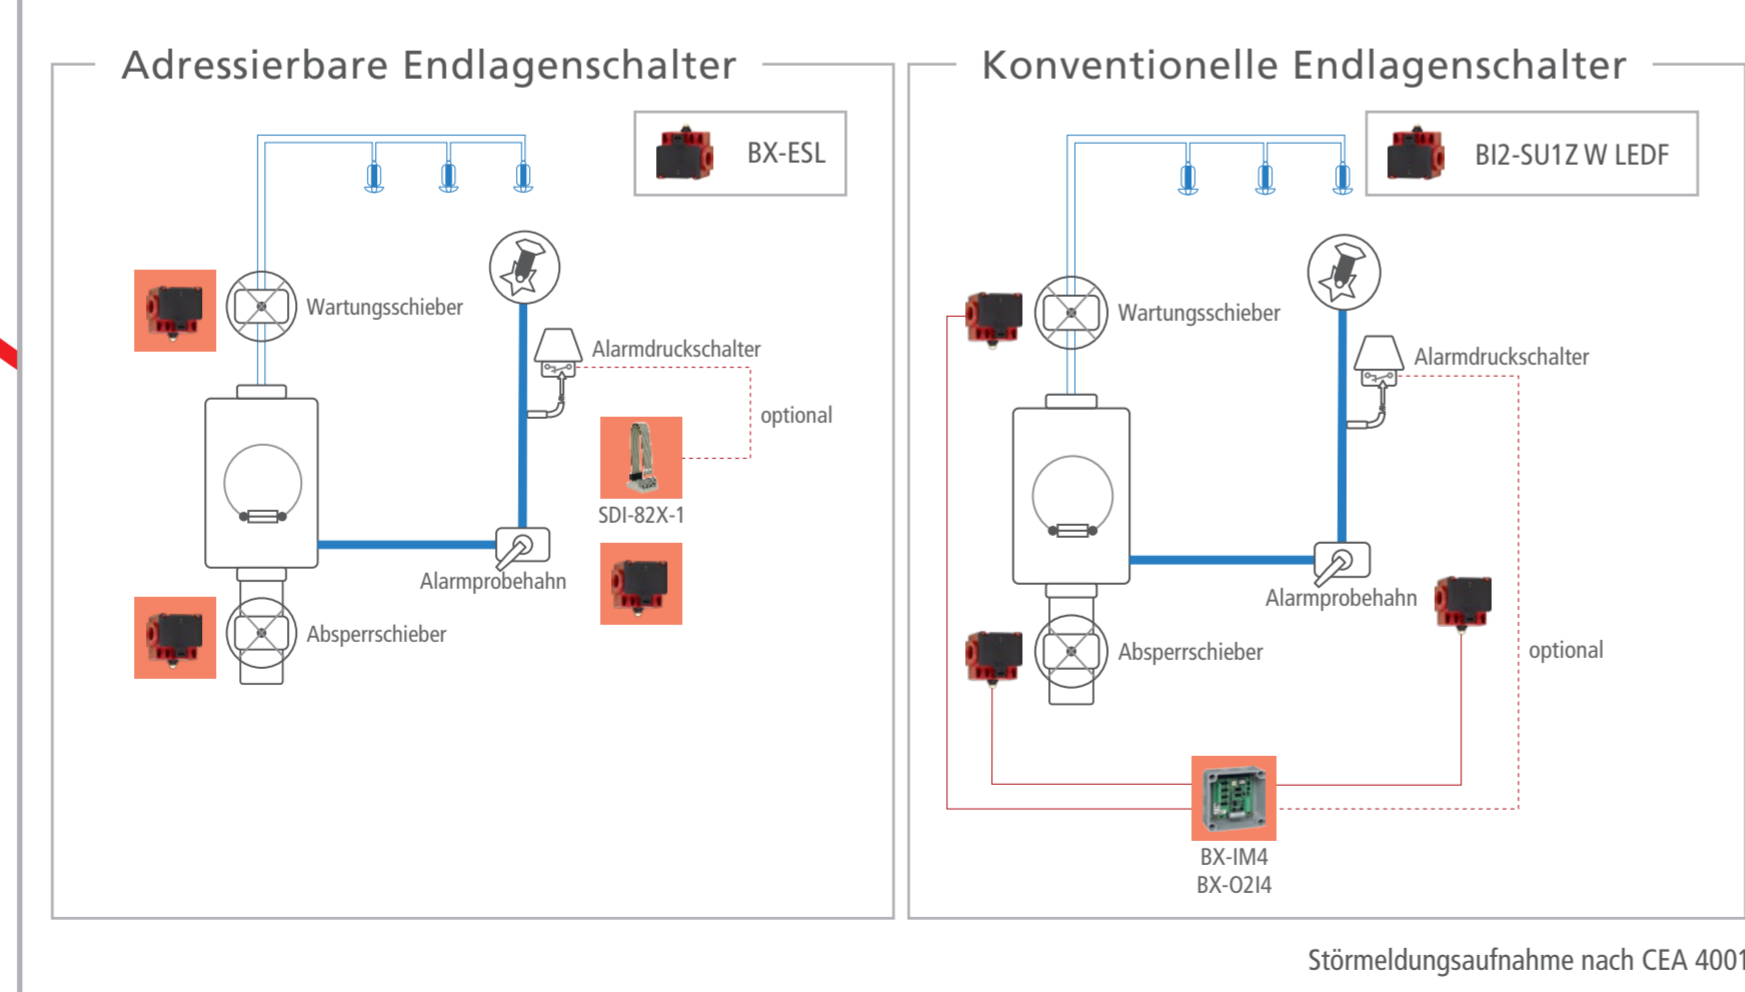 Adressierbare Endlagenschalter
BX-ESL
Wartungsschieber
Alarmdruckschalter
optional
SDI-82X-1
Alarmprobehahn
Absperrschieber
Konventionelle Endlagenschalter
BI2-SU1Z W LEDF
Wartungsschieber
Alarmdruckschalter
Alarmprobehahn
optional
Absperrschieber
BX-IM4
BX-O2I4
Störmeldungsaufnahme nach CEA 4001